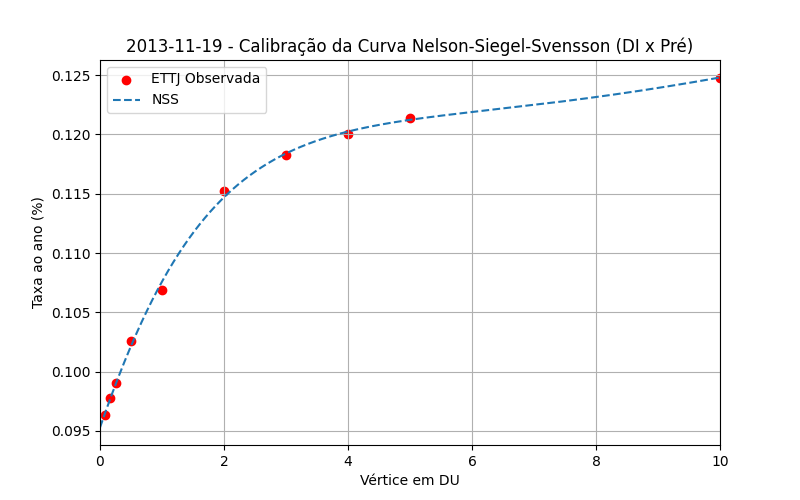 2013-11-19 - Calibração da Curva Nelson-Siegel-Svensson (DI x Pré)
ETTJ Observada
NSS
Taxa ao ano (%)
0.125
0.120
0.115
0.110
0.105
0.100
0.095
0 2 4 6 8 10
Vértice em DU